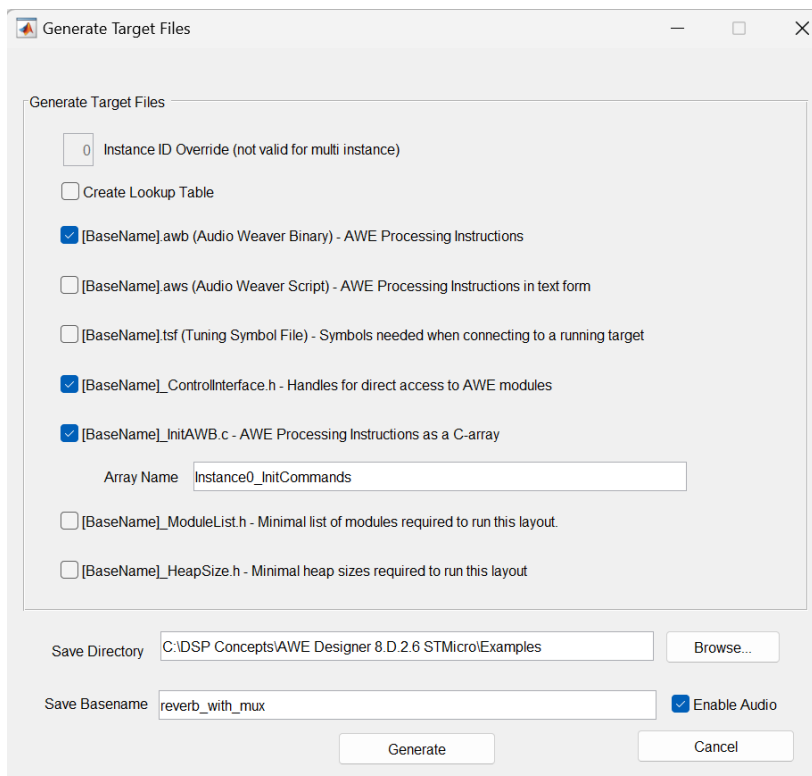 Generate Target Files
Generate Target Files
0 Instance ID Override (not valid for multi instance)
Create Lookup Table
[BaseName].awb (Audio Weaver Binary) - AWE Processing Instructions
[BaseName].aws (Audio Weaver Script) - AWE Processing Instructions in text form
[BaseName].tsf (Tuning Symbol File) - Symbols needed when connecting to a running target
[BaseName]_ControlInterface.h - Handles for direct access to AWE modules
[BaseName]_InitAWB.c - AWE Processing Instructions as a C-array
Array Name Instance0_InitCommands
[BaseName]_ModuleList.h - Minimal list of modules required to run this layout.
[BaseName]_HeapSize.h - Minimal heap sizes required to run this layout
Save Directory C:\DSP Concepts\AWE Designer 8.D.2.6 STMicro\Examples Browse...
Save Basename reverb_with_mux Enable Audio
Generate Cancel